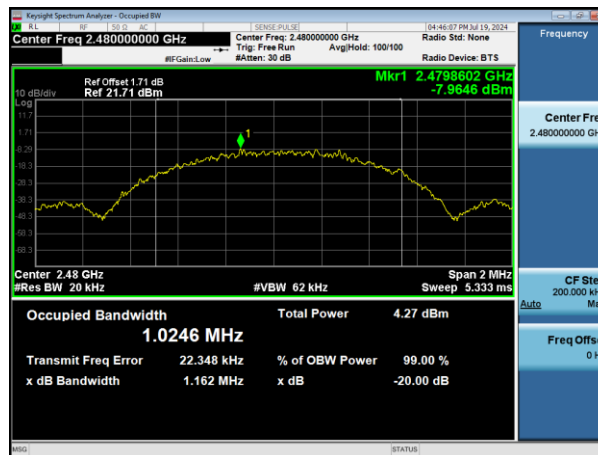 Keysight Spectrum Analyzer - Occupied BW
RL RF 50 Ω AC SENSE:PULSE 04:46:07 PM Jul 19, 2024
Center Freq 2.480000000 GHz
Center Freq: 2.480000000 GHz
Radio Std: None
Trig: Free Run Avg|Hold: 100/100
#IFGain:Low #Atten: 30 dB Radio Device: BTS
Frequency
Ref Offset 1.71 dB
10 dB/div Ref 21.71 dBm
Mkr1 2.4798602 GHz
-7.9646 dBm
Log
11.7
1.71
-8.29
-18.3
-28.3
-38.3
-48.3
-58.3
-68.3
1
Center 2.48 GHz Span 2 MHz
#Res BW 20 kHz #VBW 62 kHz Sweep 5.333 ms
Occupied Bandwidth Total Power 4.27 dBm
1.0246 MHz
Transmit Freq Error 22.348 kHz % of OBW Power 99.00 %
x dB Bandwidth 1.162 MHz x dB -20.00 dB
Center Fre
2.480000000 GH
CF Ste
200.000 kH
Auto Ma
Freq Offs
0 H
MSG STATUS